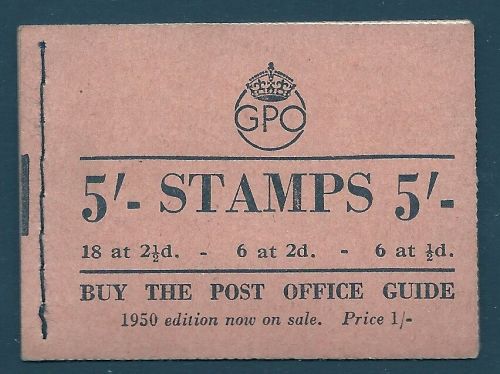 GPO
5'- STAMPS 5'-
18 at 2½d. - 6 at 2d. - 6 at ½d.
BUY THE POST OFFICE GUIDE
1950 edition now on sale. Price 1/-